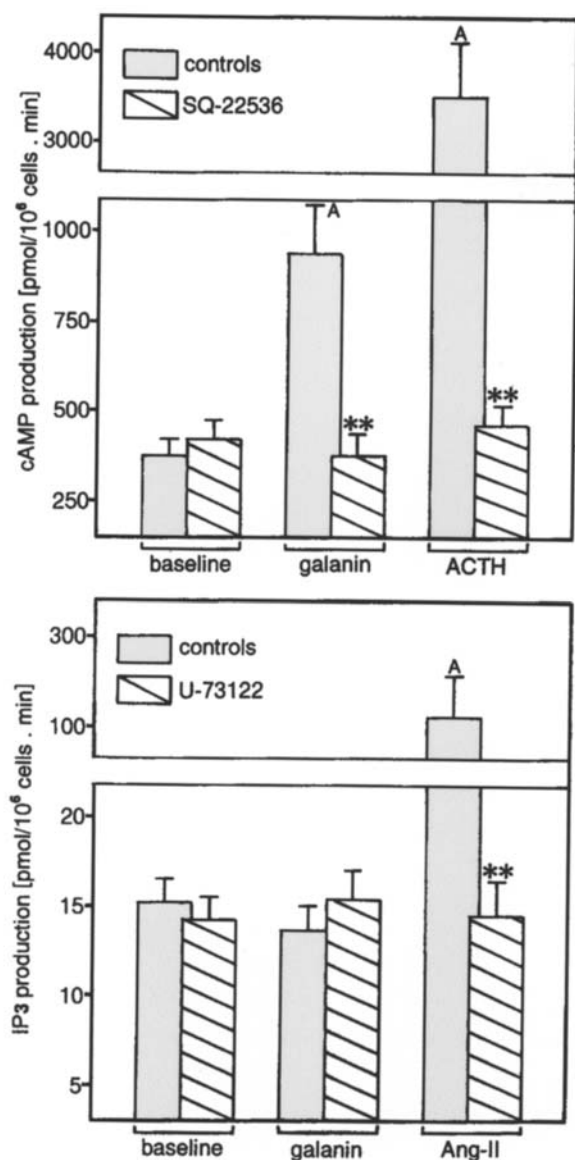 4000
3000
controls
SQ-22536
A
1000
750
500
250
A
**
**
cAMP production [pmol/10⁶ cells . min]
baseline
galanin
ACTH
300
100
controls
U-73122
A
20
15
10
5
**
IP3 production [pmol/10⁶ cells . min]
baseline
galanin
Ang-II